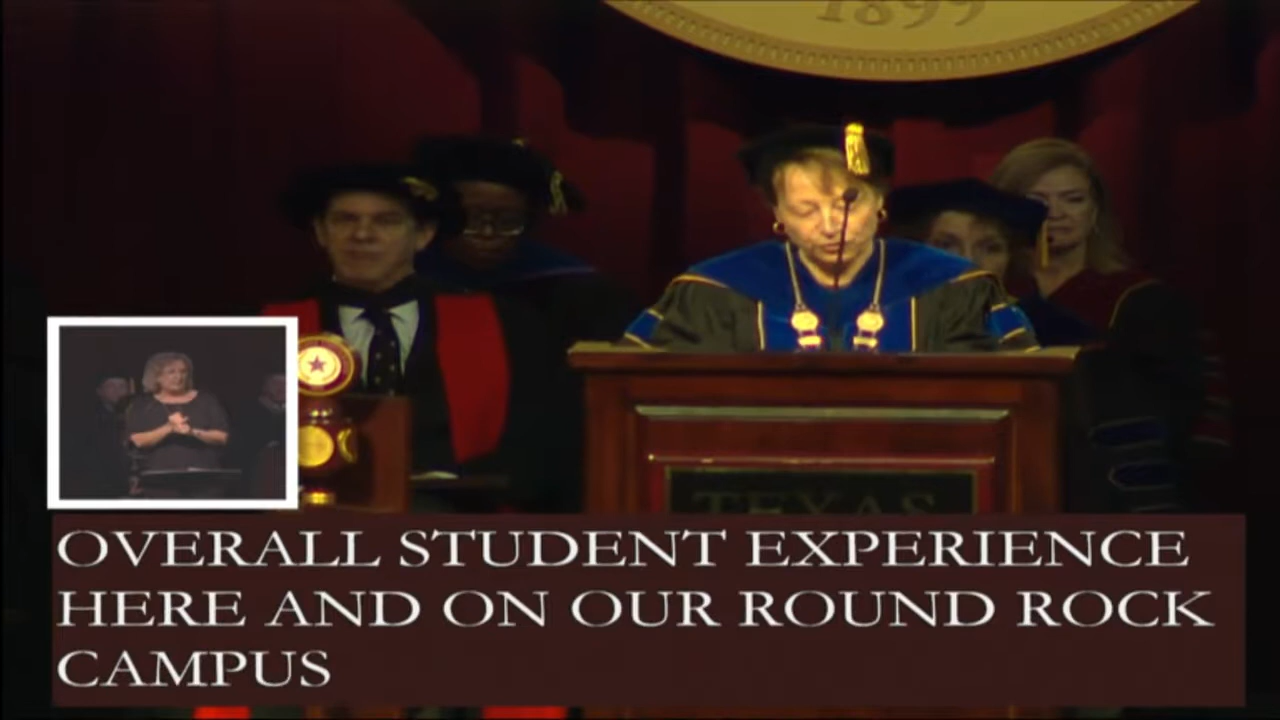 1899
TEXAS
OVERALL STUDENT EXPERIENCE
HERE AND ON OUR ROUND ROCK
CAMPUS